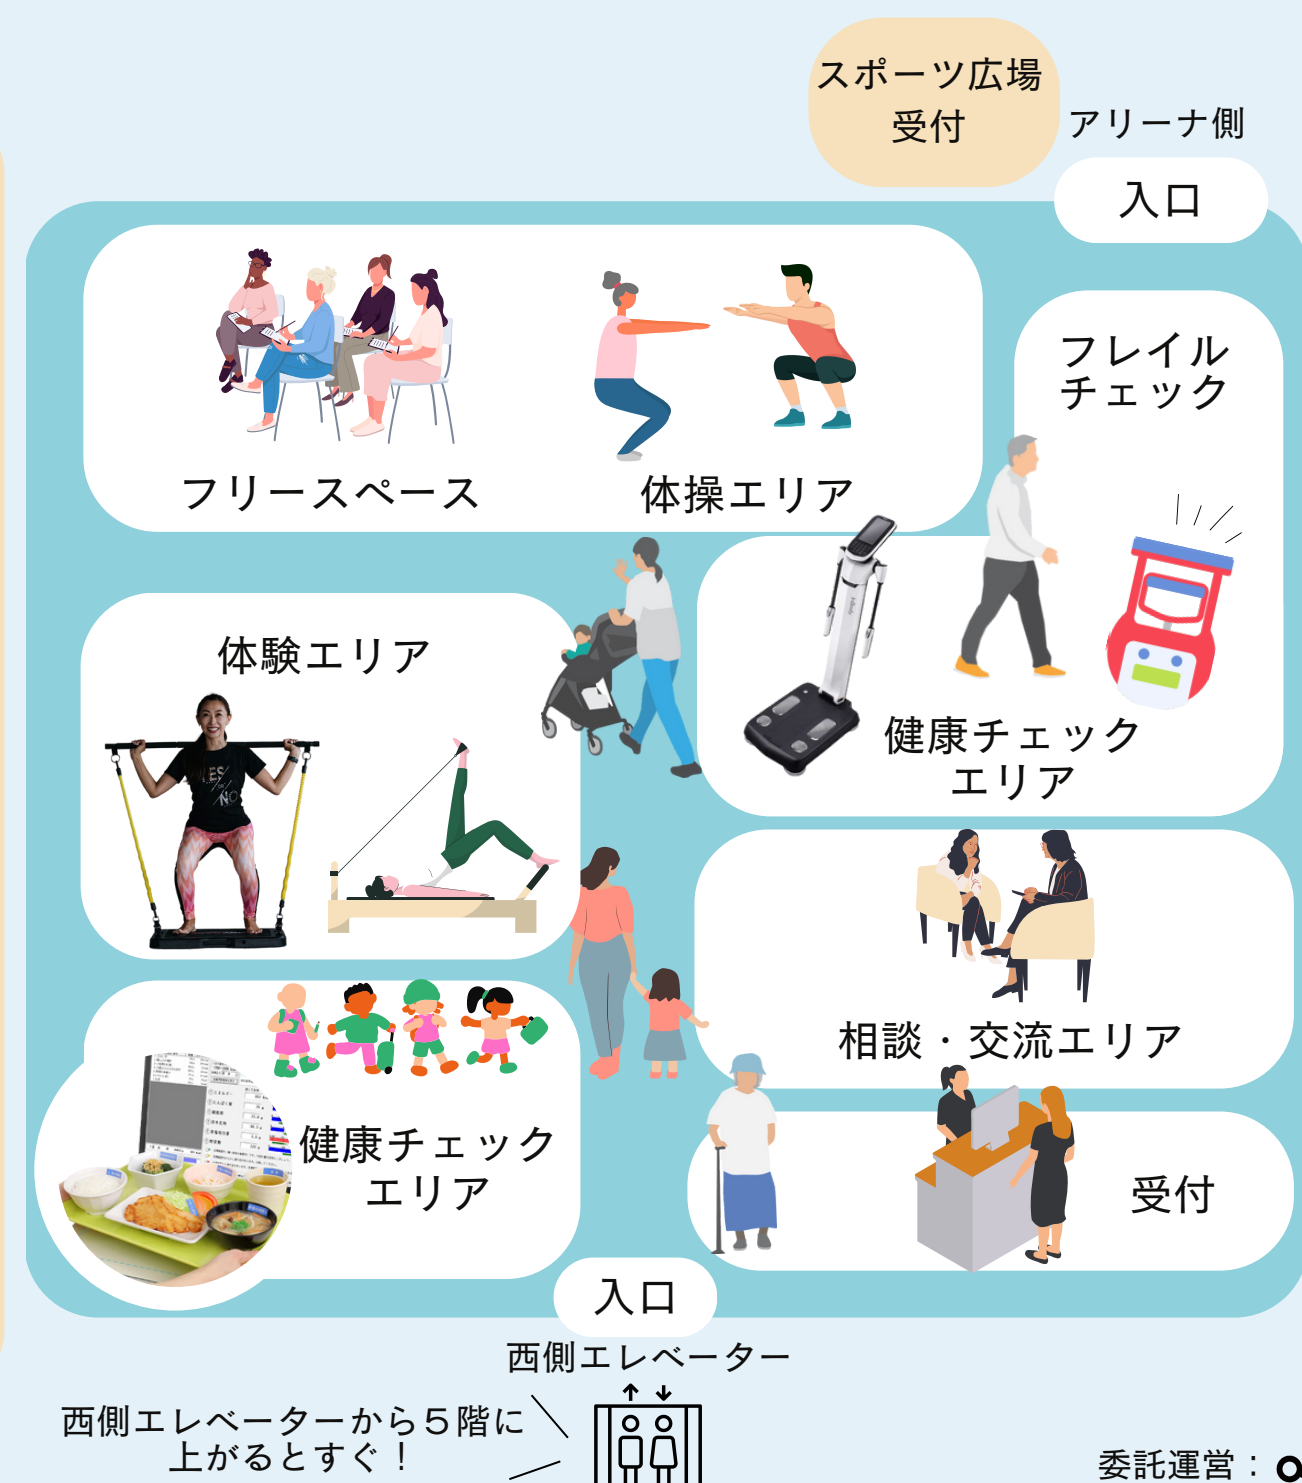 スポーツ広場
受付
アリーナ側
入口
フリースペース
体操エリア
フレイル
チェック
体験エリア
健康チェック
エリア
相談・交流エリア
健康チェック
エリア
受付
入口
西側エレベーター
西側エレベーターから５階に
上がるとすぐ！
委託運営：